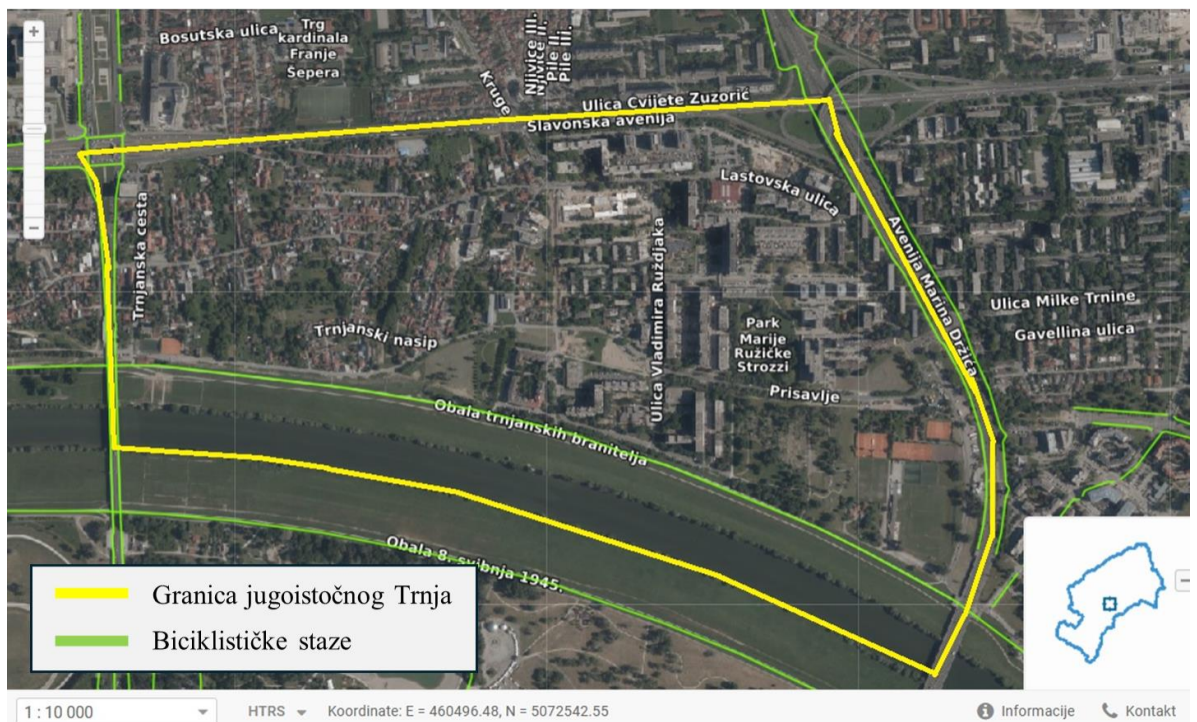 +
Bosutska ulica
Trg
kardinala
Franje
Šepera
Kruge
Njivice III.
Njivice II.
Pile II.
Pile III.
Ulica Cvijete Zuzorić
Slavonska avenija
Lastovska ulica
Trnjanska cesta
Ulica Vladimira Ruždjaka
Avenija Marina Držića
Ulica Milke Trnine
Gavellina ulica
Trnjanski nasip
Park
Marije
Ružičke
Strozzi
Prisavlje
Obala trnjanskih branitelja
Obala 8. svibnja 1945.
−
−
Granica jugoistočnog Trnja
Biciklističke staze
1 : 10 000 HTRS Koordinate: E = 460496.48, N = 5072542.55 Informacije Kontakt